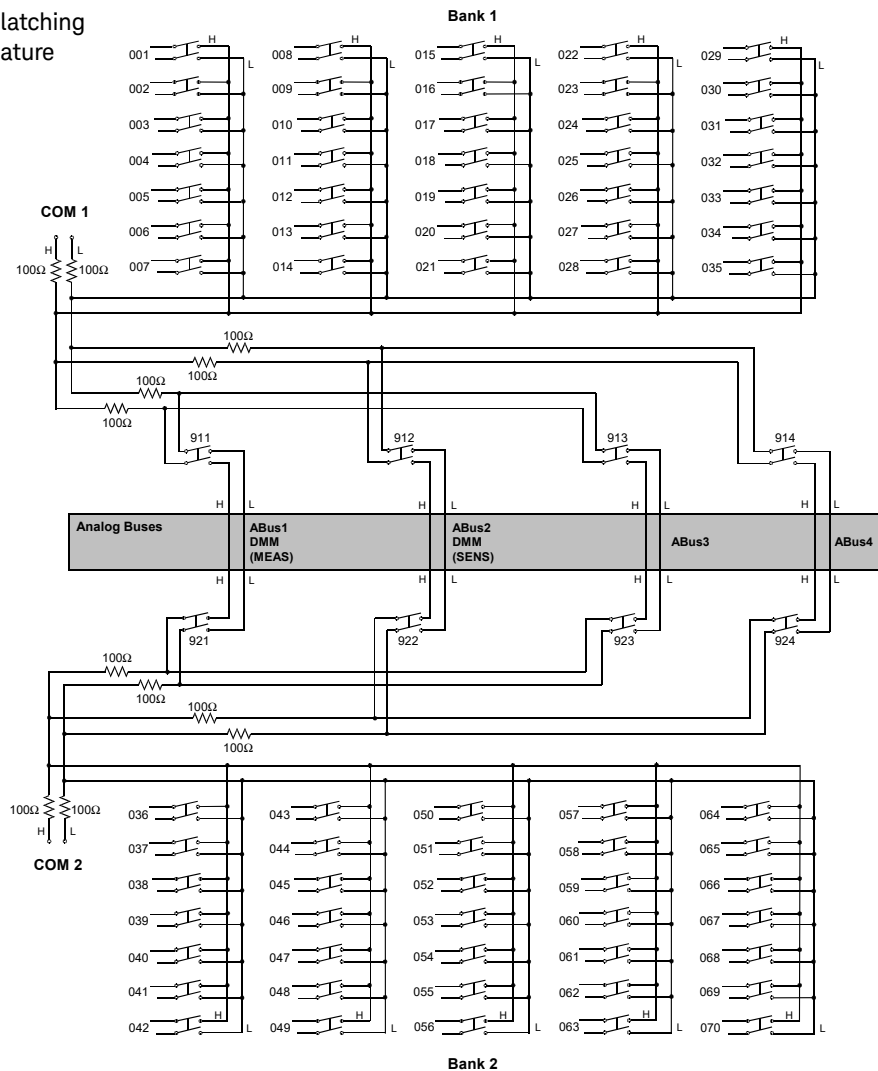 latching
ature
Bank 1
H H H H H
001 008 015 022 029
L L L L L
002 009 016 023 030
003 010 017 024 031
004 011 018 025 032
005 012 019 026 033
COM 1
006 013 020 027 034
H L
007 014 021 028 035
100Ω 100Ω
100Ω
100Ω
100Ω
100Ω
911 912 913 914
H L H L H L H L
Analog Buses
ABus1
DMM
(MEAS)
ABus2
DMM
(SENS)
ABus3
ABus4
H L H L H L H L
921 922 923 924
100Ω
100Ω
100Ω
100Ω
100Ω 100Ω
H L
COM 2
036 043 050 057 064
037 044 051 058 065
038 045 052 059 066
039 046 053 060 067
040 047 054 061 068
041 048 055 062 069
H H H H H
042 049 056 063 070
L L L L L
Bank 2